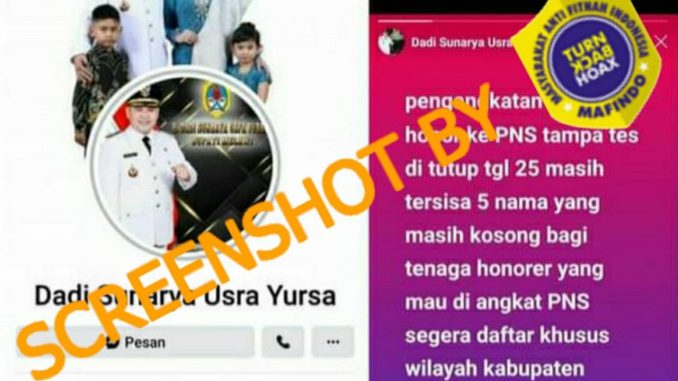 Dadi Sunarya Usra Yursa
Pesan
Dadi Sunarya Usra
pengangkatan
honor ke PNS tampa tes
di tutup tgl 25 masih
tersisa 5 nama yang
masih kosong bagi
tenaga honorer yang
mau di angkat PNS
segera daftar khusus
wilayah kabupaten
SCREENSHOT BY
MASYARAKAT ANTI FITNAH INDONESIA
TURN
BACK
HOAX
MAFINDO